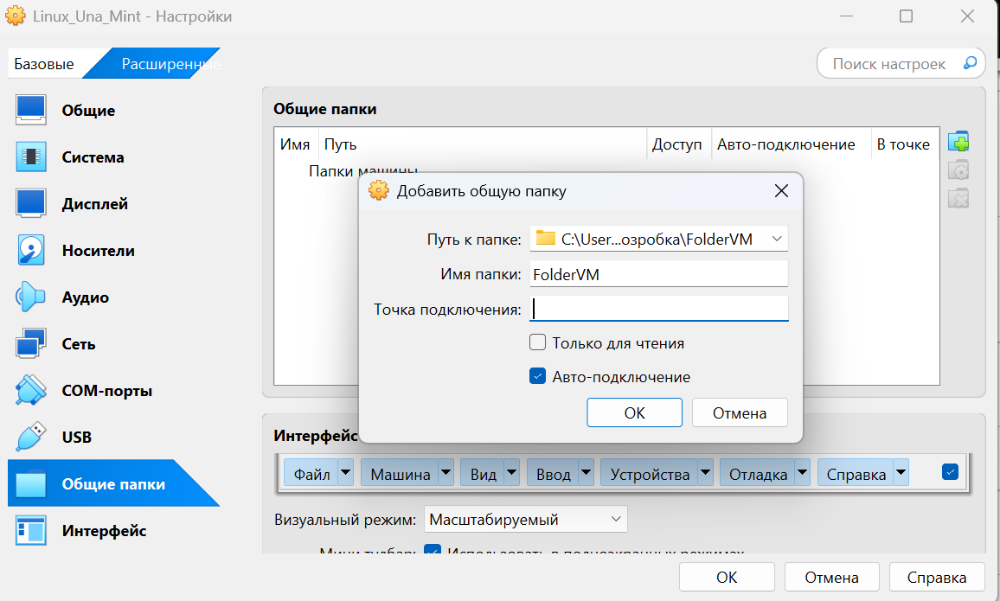 Linux_Una_Mint - Настройки
Базовые
Расширенные
Поиск настроек
Общие
Система
Дисплей
Носители
Аудио
Сеть
COM-порты
USB
Общие папки
Интерфейс
Общие папки
Имя Путь Доступ Авто-подключение В точке
Папки машины
Добавить общую папку
Путь к папке: C:\User...озробка\FolderVM
Имя папки: FolderVM
Точка подключения:
Только для чтения
Авто-подключение
OK Отмена
Интерфейс
Файл Машина Вид Ввод Устройства Отладка Справка
Визуальный режим: Масштабируемый
Мини-тулбар: Использовать в полноэкранных режимах
OK Отмена Справка